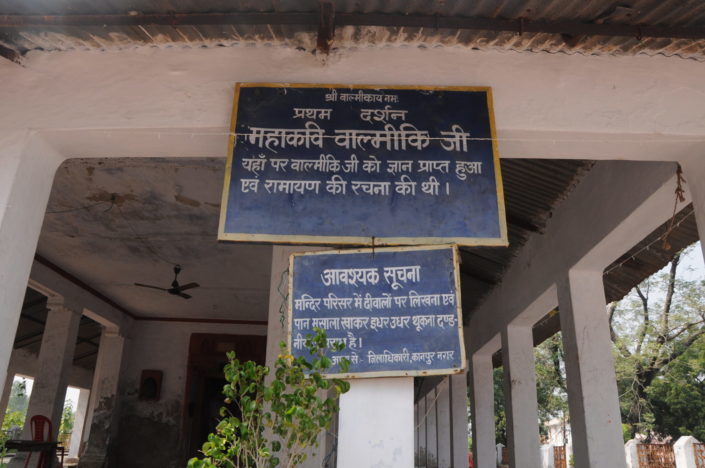 श्री वाल्मीकाय नमः
प्रथम दर्शन
महाकवि वाल्मीकि जी
यहाँ पर वाल्मीकि जी को ज्ञान प्राप्त हुआ
एवं रामायण की रचना की थी।
आवश्यक सूचना
मन्दिर परिसर में दीवालों पर लिखना एवं
पान मसाला खाकर इधर उधर थूकना दण्ड-
है।
से - जिलाधिकारी, कानपुर नगर